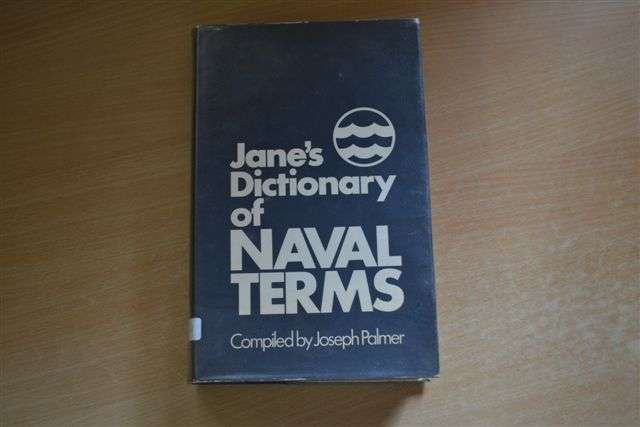 Jane's
Dictionary
of
NAVAL
TERMS
Compiled by Joseph Palmer